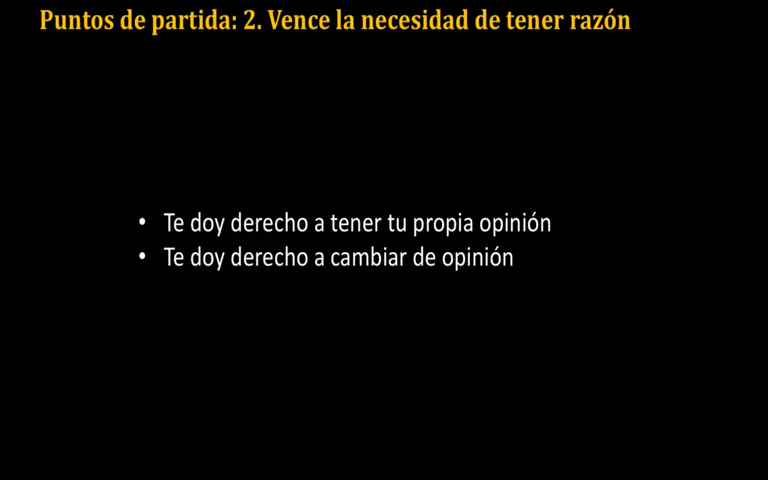 Puntos de partida: 2. Vence la necesidad de tener razón
• Te doy derecho a tener tu propia opinión
• Te doy derecho a cambiar de opinión